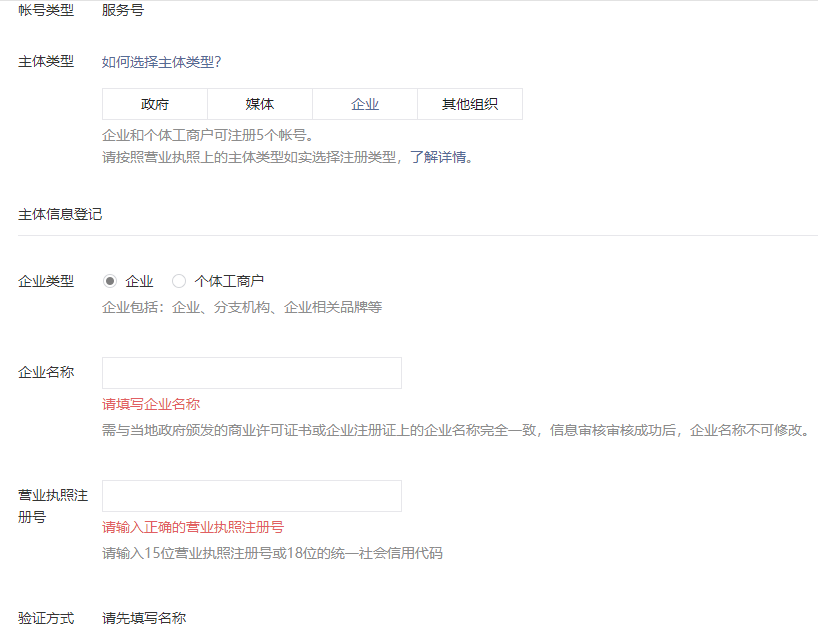 帐号类型 服务号
主体类型 如何选择主体类型?
政府 媒体 企业 其他组织
企业和个体工商户可注册5个帐号。
请按照营业执照上的主体类型如实选择注册类型，了解详情。
主体信息登记
企业类型 企业 个体工商户
企业包括：企业、分支机构、企业相关品牌等
企业名称
请填写企业名称
需与当地政府颁发的商业许可证书或企业注册证上的企业名称完全一致，信息审核审核成功后，企业名称不可修改。
营业执照注
册号
请输入正确的营业执照注册号
请输入15位营业执照注册号或18位的统一社会信用代码
验证方式 请先填写名称